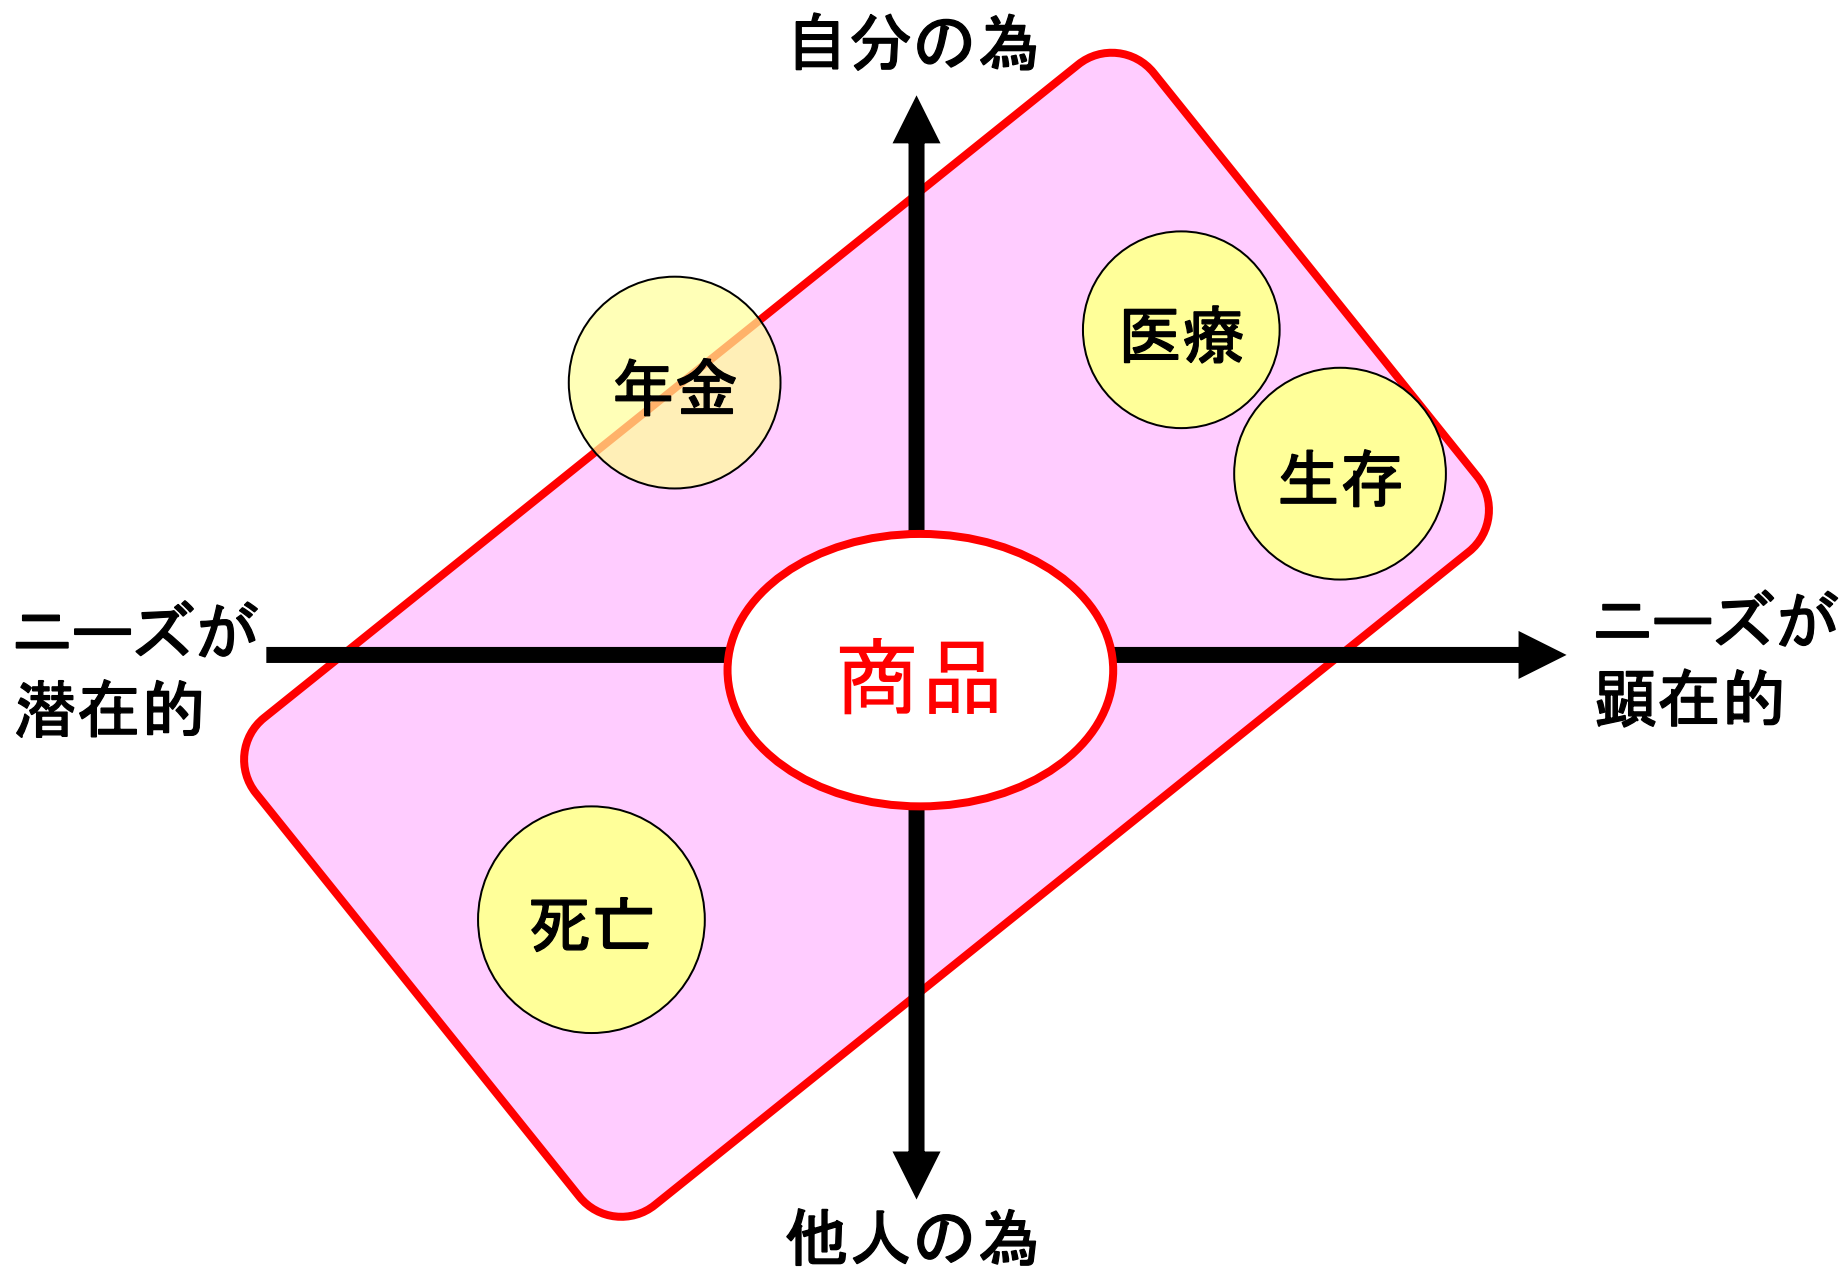 自分の為
医療
年金
生存
ニーズが
潜在的
商品
ニーズが
顕在的
死亡
他人の為